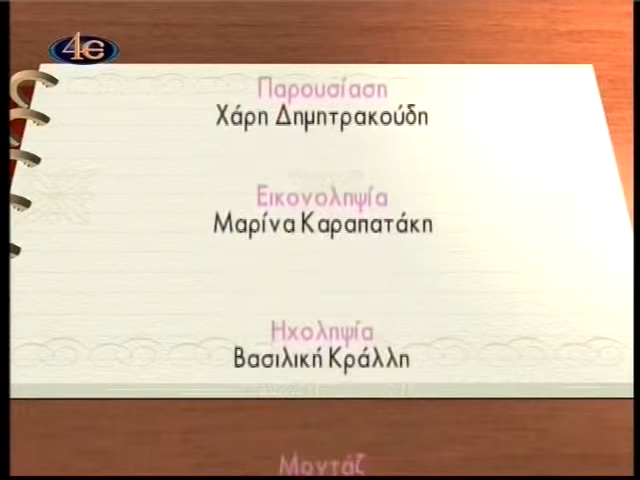 4E
Παρουσίαση
Χάρη Δημητρακούδη
Εικονοληψία
Μαρίνα Καραπατάκη
Ηχοληψία
Βασιλική Κράλλη
Μοντάζ